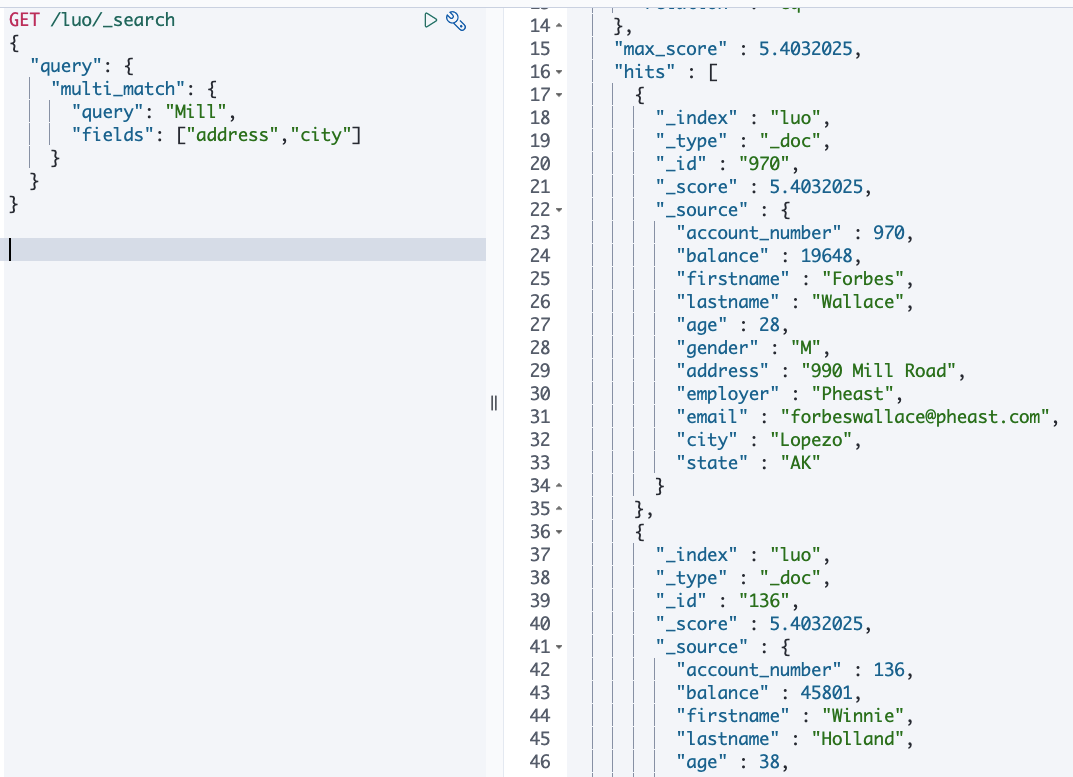 GET /luo/_search
{
"query": {
"multi_match": {
"query": "Mill",
"fields": ["address","city"]
}
}
}
14 },
15 "max_score" : 5.4032025,
16 "hits" : [
17 {
18 "_index" : "luo",
19 "_type" : "_doc",
20 "_id" : "970",
21 "_score" : 5.4032025,
22 "_source" : {
23 "account_number" : 970,
24 "balance" : 19648,
25 "firstname" : "Forbes",
26 "lastname" : "Wallace",
27 "age" : 28,
28 "gender" : "M",
29 "address" : "990 Mill Road",
30 "employer" : "Pheast",
31 "email" : "forbeswallace@pheast.com",
32 "city" : "Lopezo",
33 "state" : "AK"
34 }
35 },
36 {
37 "_index" : "luo",
38 "_type" : "_doc",
39 "_id" : "136",
40 "_score" : 5.4032025,
41 "_source" : {
42 "account_number" : 136,
43 "balance" : 45801,
44 "firstname" : "Winnie",
45 "lastname" : "Holland",
46 "age" : 38,